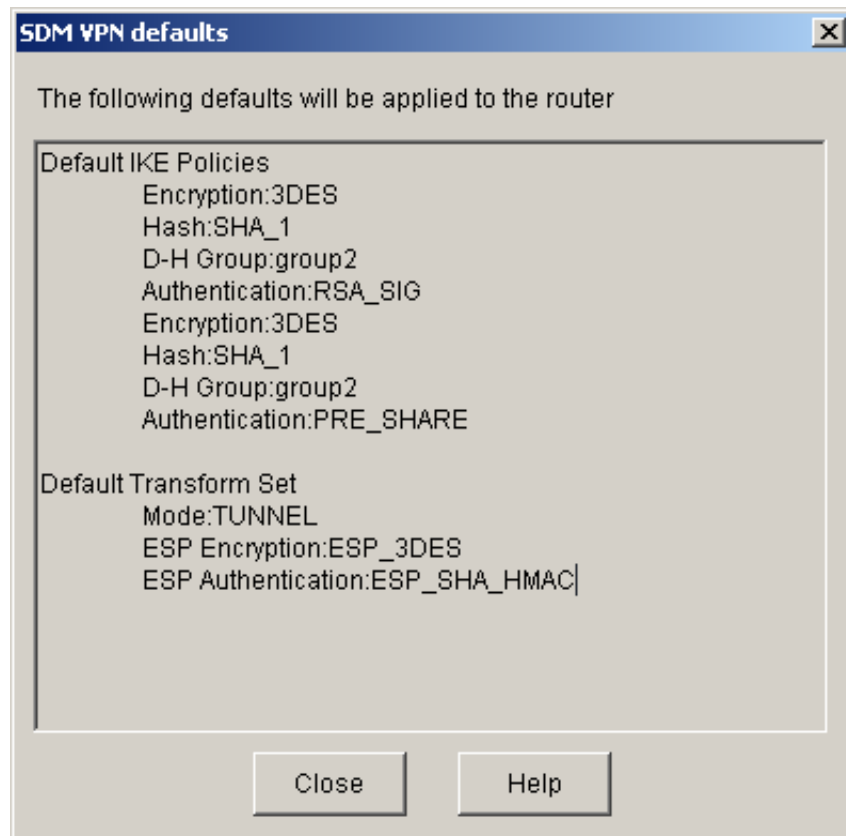 SDM VPN defaults
The following defaults will be applied to the router
Default IKE Policies
Encryption:3DES
Hash:SHA_1
D-H Group:group2
Authentication:RSA_SIG
Encryption:3DES
Hash:SHA_1
D-H Group:group2
Authentication:PRE_SHARE
Default Transform Set
Mode:TUNNEL
ESP Encryption:ESP_3DES
ESP Authentication:ESP_SHA_HMAC
Close
Help